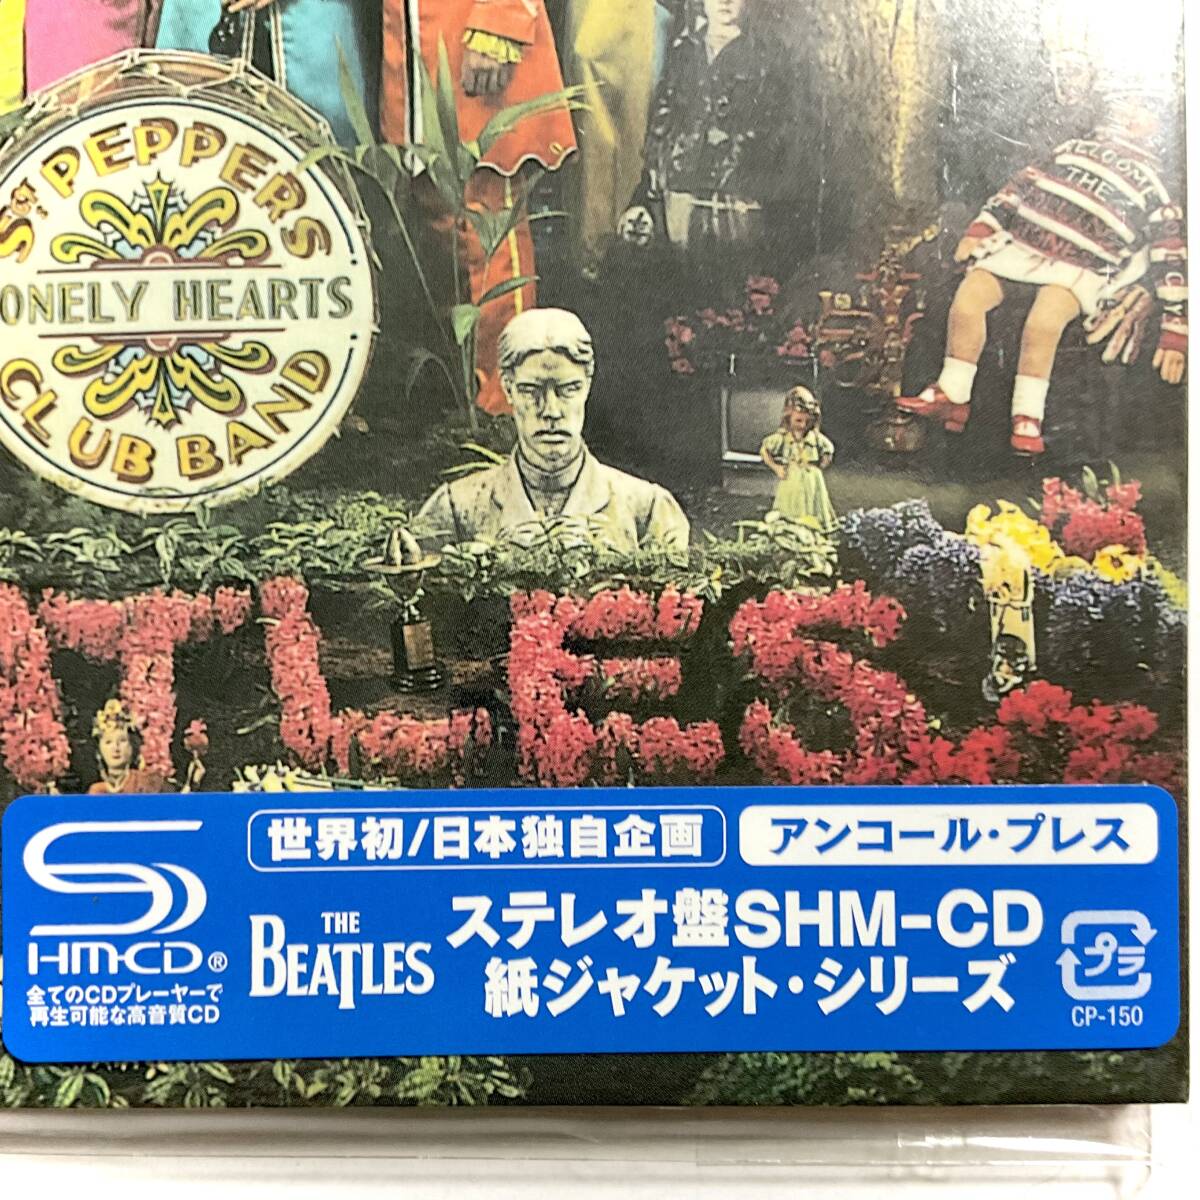 SGT. PEPPERS
ONELY HEARTS
CLUB BAND
WELCOME
THE
TLES
世界初/日本独自企画
アンコール・プレス
SHM-CD®
全てのCDプレーヤーで
再生可能な高音質CD
THE
BEATLES
ステレオ盤SHM-CD
紙ジャケット・シリーズ
プラ
CP-150